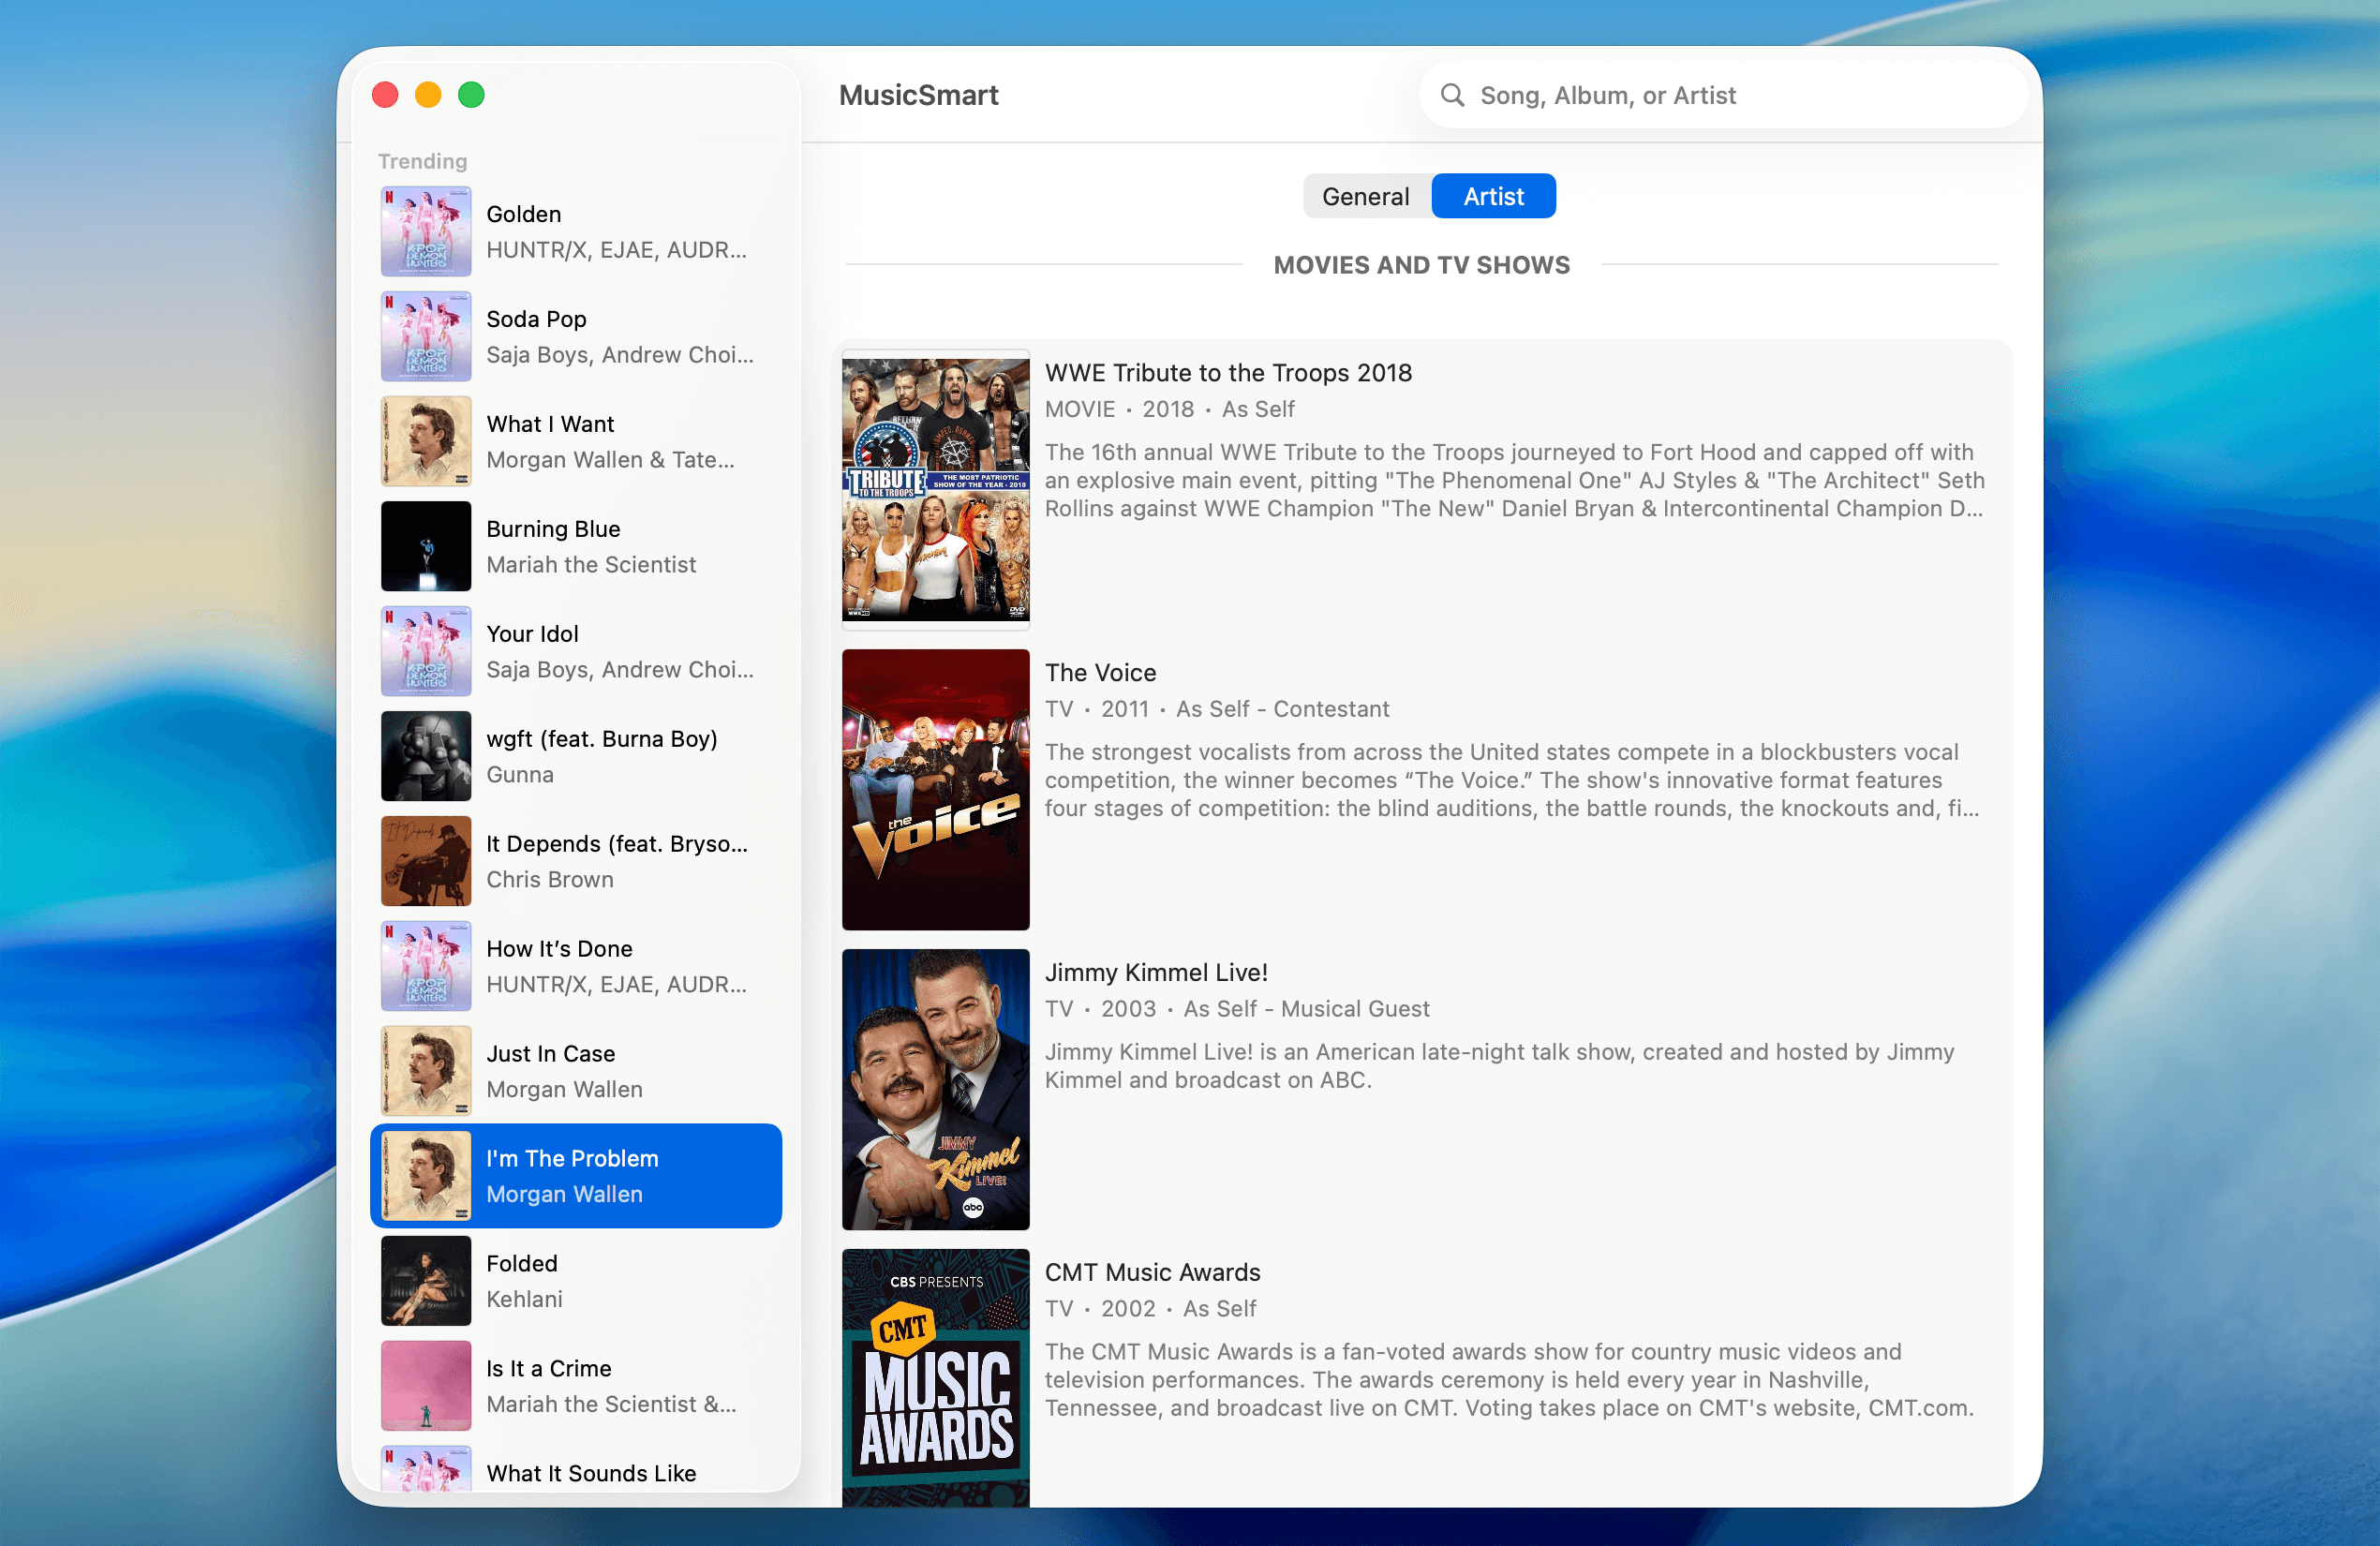 MusicSmart
Song, Album, or Artist
Trending
Golden
HUNTR/X, EJAE, AUDR...
Soda Pop
Saja Boys, Andrew Choi...
What I Want
Morgan Wallen & Tate...
Burning Blue
Mariah the Scientist
Your Idol
Saja Boys, Andrew Choi...
wgft (feat. Burna Boy)
Gunna
It Depends (feat. Bryso...
Chris Brown
How It’s Done
HUNTR/X, EJAE, AUDR...
Just In Case
Morgan Wallen
I'm The Problem
Morgan Wallen
Folded
Kehlani
Is It a Crime
Mariah the Scientist &...
What It Sounds Like
General
Artist
MOVIES AND TV SHOWS
TRIBUTE
TO THE TROOPS
THE MOST PATRIOTIC
SHOW OF THE YEAR - 2018
DVD
WWE Tribute to the Troops 2018
MOVIE • 2018 • As Self
The 16th annual WWE Tribute to the Troops journeyed to Fort Hood and capped off with
an explosive main event, pitting "The Phenomenal One" AJ Styles & "The Architect" Seth
Rollins against WWE Champion "The New" Daniel Bryan & Intercontinental Champion D...
the
Voice
The Voice
TV • 2011 • As Self - Contestant
The strongest vocalists from across the United states compete in a blockbusters vocal
competition, the winner becomes “The Voice.” The show's innovative format features
four stages of competition: the blind auditions, the battle rounds, the knockouts and, fi...
JIMMY
Kimmel
LIVE!
abc
Jimmy Kimmel Live!
TV • 2003 • As Self - Musical Guest
Jimmy Kimmel Live! is an American late-night talk show, created and hosted by Jimmy
Kimmel and broadcast on ABC.
CBS PRESENTS
CMT
MUSIC
AWARDS
CMT Music Awards
TV • 2002 • As Self
The CMT Music Awards is a fan-voted awards show for country music videos and
television performances. The awards ceremony is held every year in Nashville,
Tennessee, and broadcast live on CMT. Voting takes place on CMT's website, CMT.com.